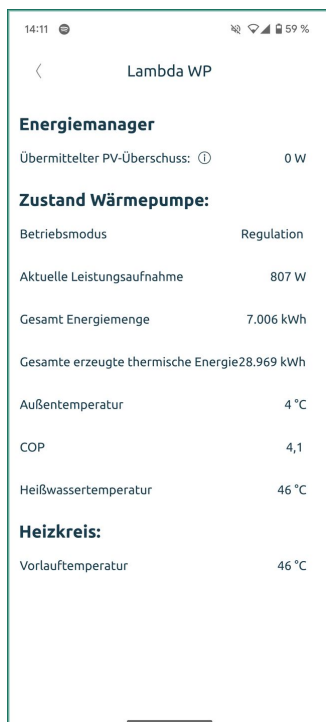 14:11 59 %
Lambda WP
Energiemanager
Übermittelter PV-Überschuss: 0 W
Zustand Wärmepumpe:
Betriebsmodus Regulation
Aktuelle Leistungsaufnahme 807 W
Gesamt Energiemenge 7.006 kWh
Gesamte erzeugte thermische Energie28.969 kWh
Außentemperatur 4 °C
COP 4,1
Heißwassertemperatur 46 °C
Heizkreis:
Vorlauftemperatur 46 °C